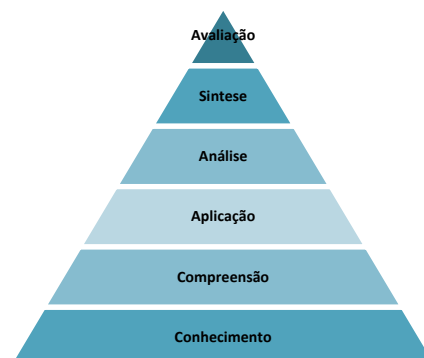 Avaliação
Sintese
Análise
Aplicação
Compreensão
Conhecimento